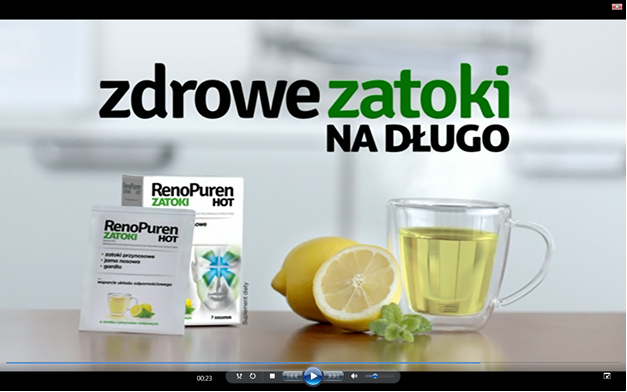 zdrowe zatoki
NA DŁUGO
RenoPuren
ZATOKI HOT
RenoPuren
ZATOKI HOT
• zatoki przynosowe
• jama nosowa
• gardło
wsparcie układu odpornościowego
7 saszetek
Suplement diety
00:23